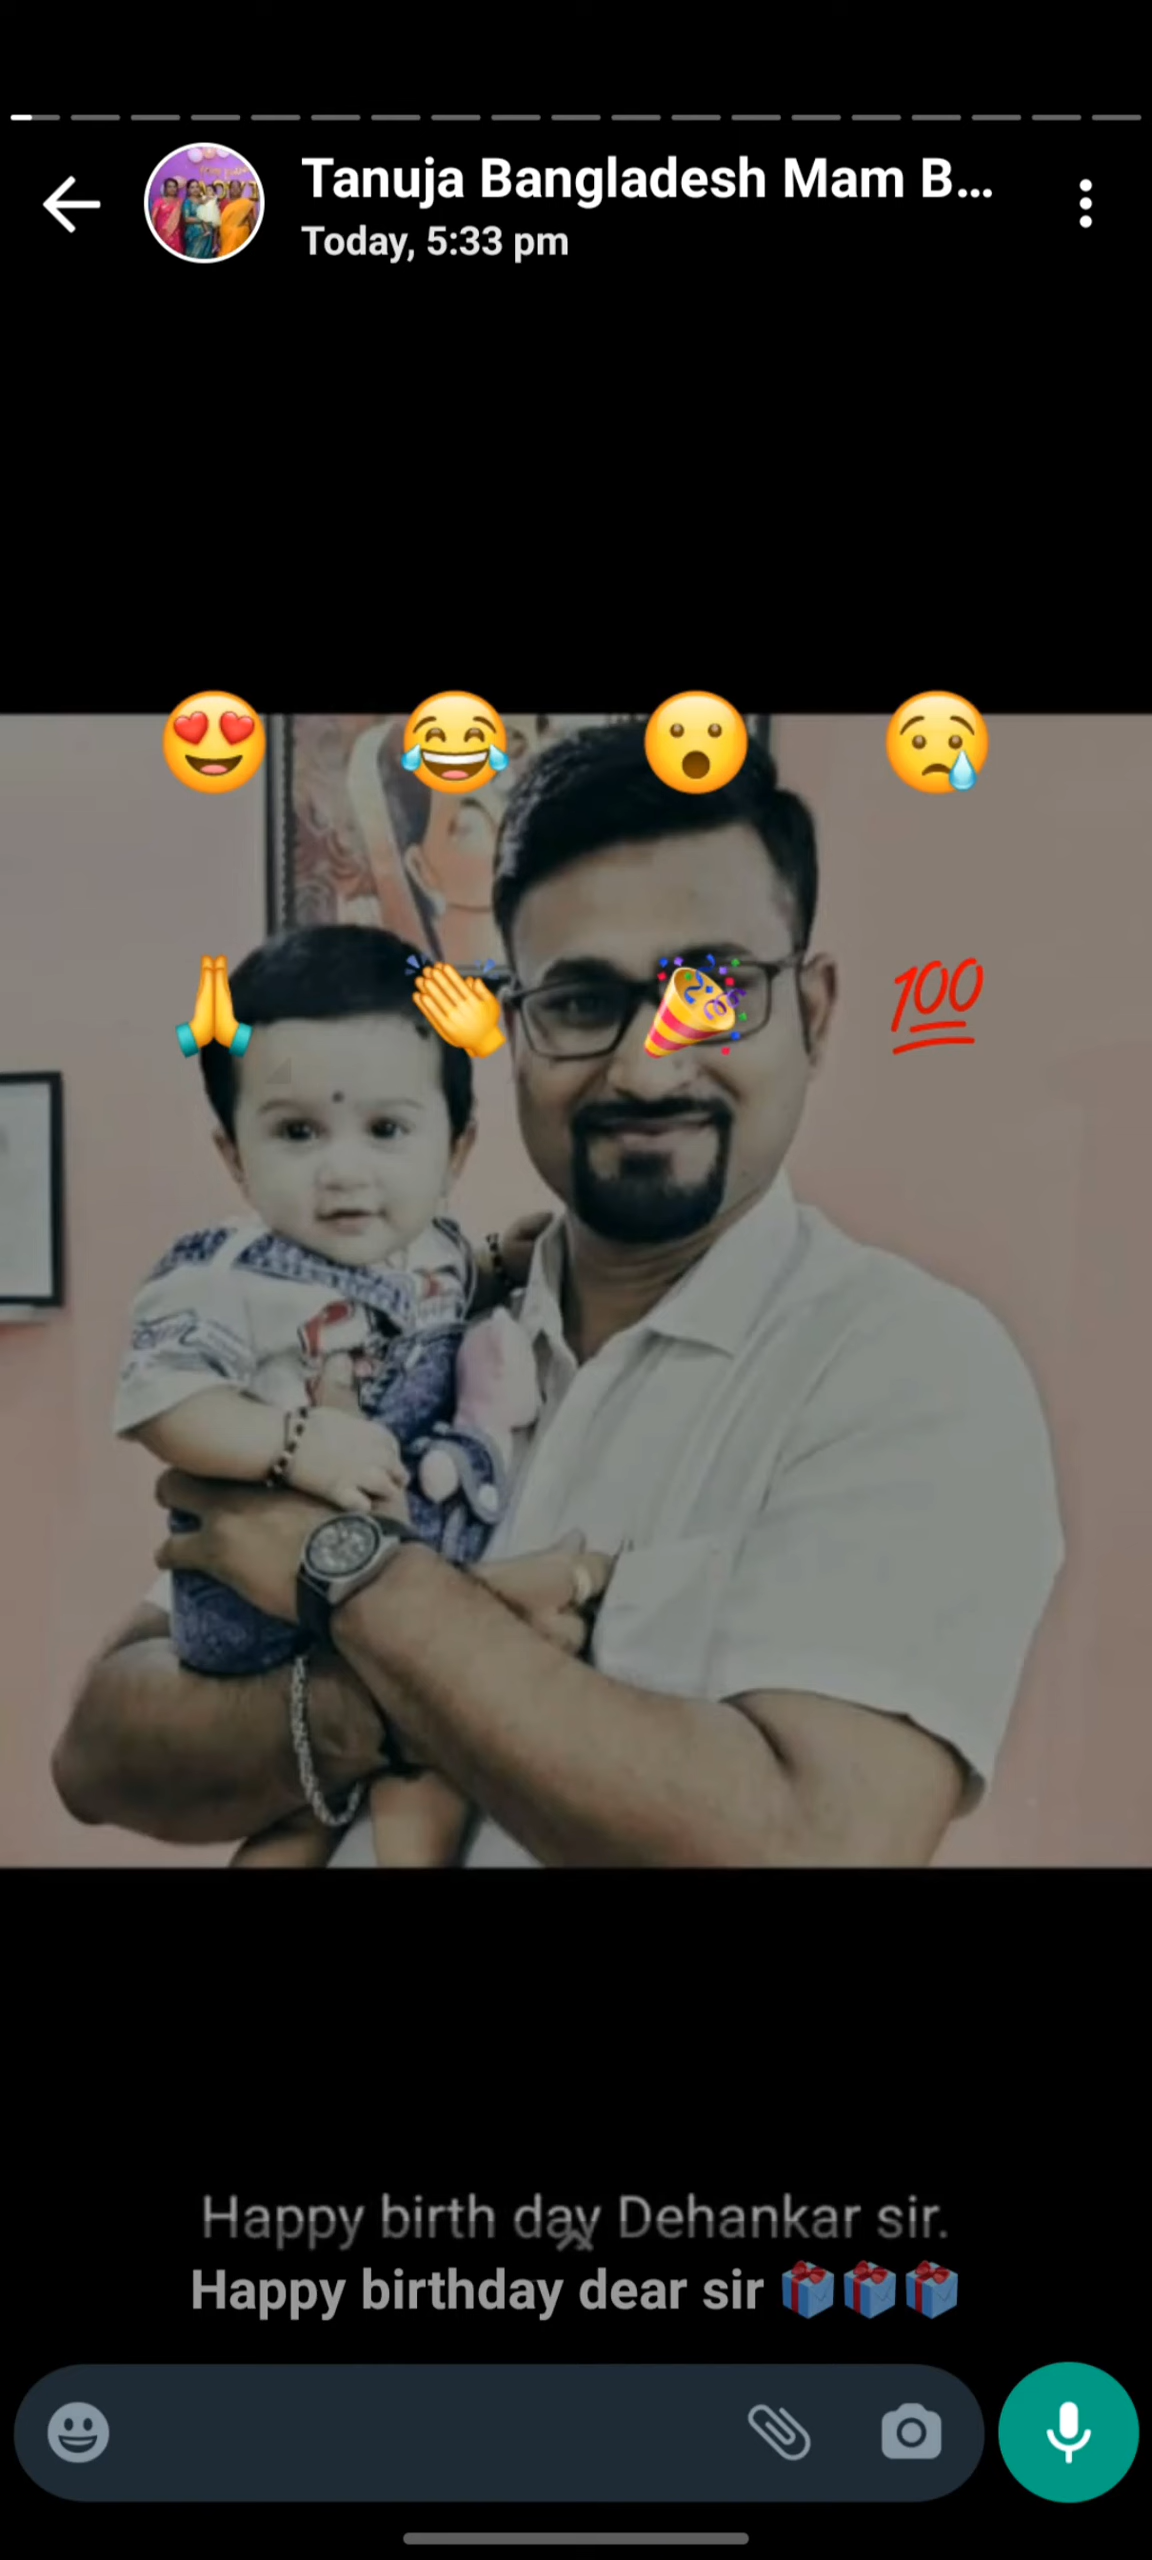 Tanuja Bangladesh Mam B...
Today, 5:33 pm
💯
Happy birth day Dehankar sir.
Happy birthday dear sir 🎁🎁🎁